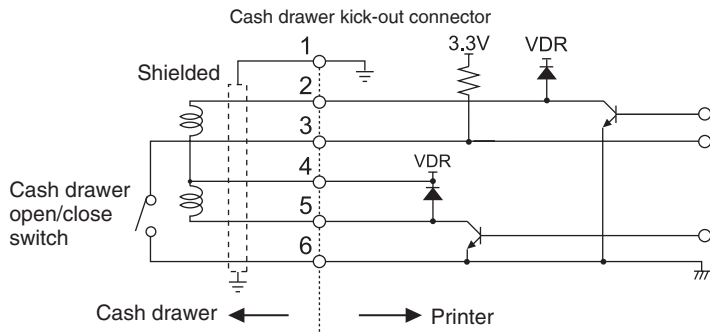 Cash drawer kick-out connector
1
3.3V
VDR
Shielded
2
3
4
VDR
Cash drawer
open/close
switch
5
6
Cash drawer
Printer